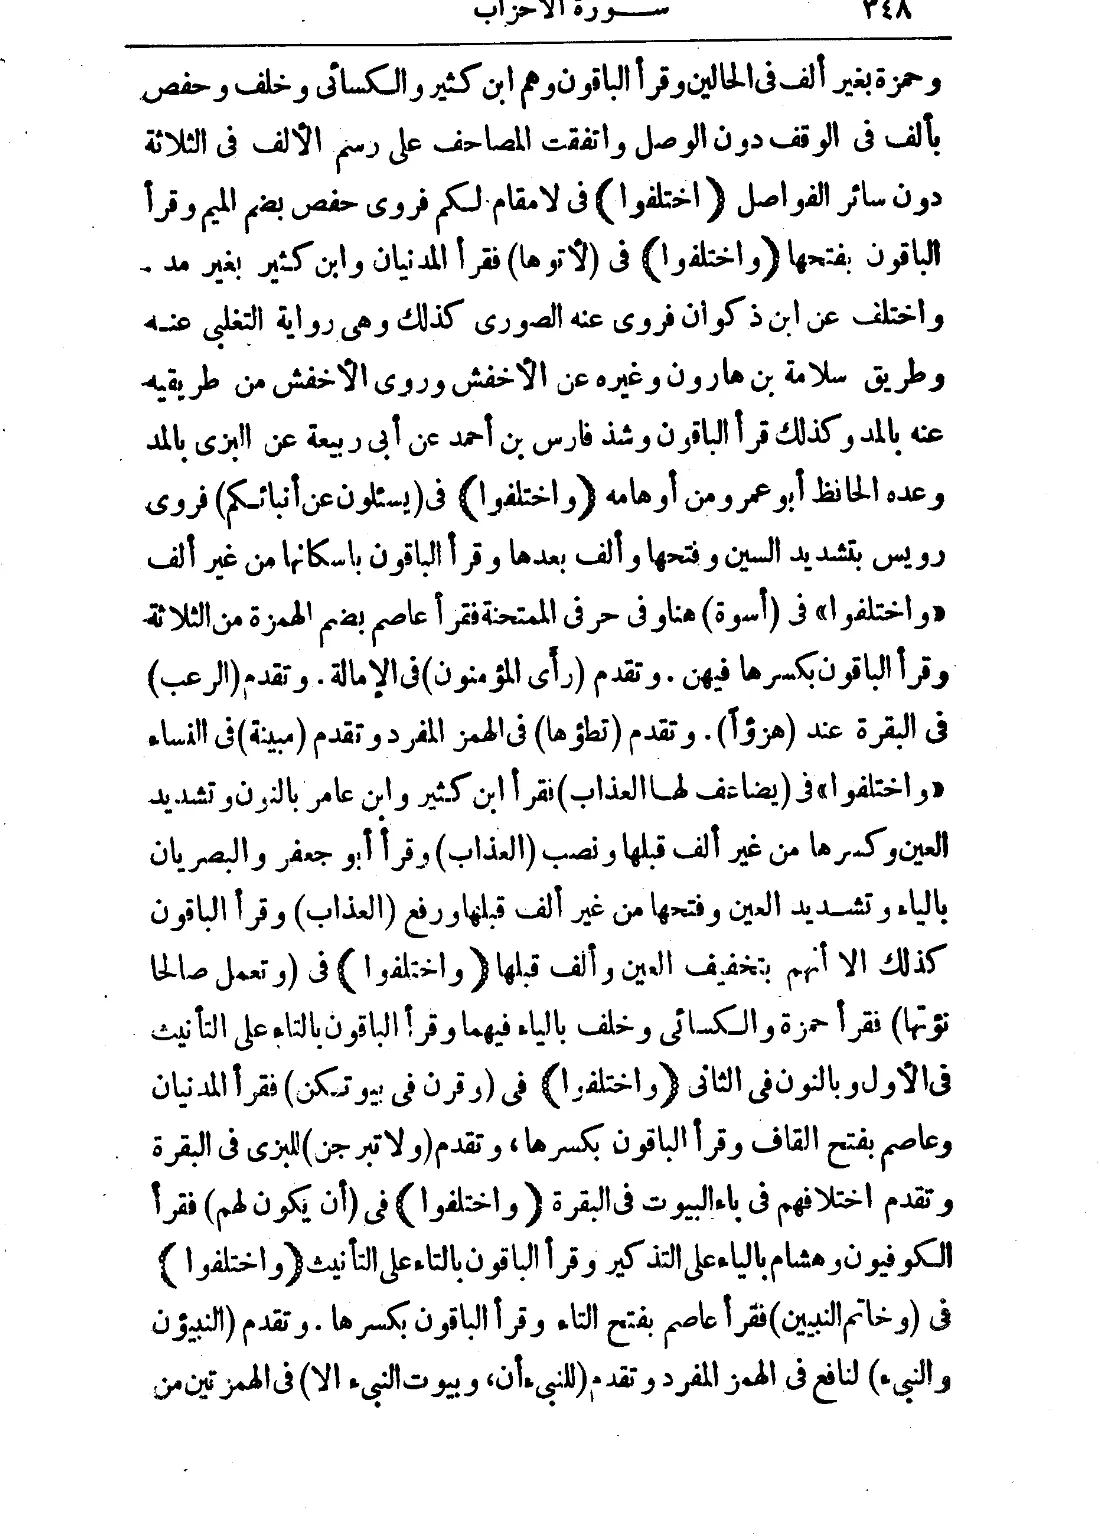 ٣٤٨ ســورة الاحزاب
وحمزة بغير ألف فى الحالين وقرأ الباقون وهم ابن كثير والكسائى وخلف وحفص
بألف فى الوقف دون الوصل واتفقت المصاحف على رسم الألف فى الثلاثة
دون سائر الفواصل (اختلفوا) فى لامقام لكم فروى حفص بضم الميم وقرأ
الباقون بفتحها (واختلفوا) فى (لأتوها) فقرأ المدنيان وابن كثير بغير مد .
واختلف عن ابن ذكوان فروى عنه الصورى كذلك وهى رواية التغلبى عنه
وطريق سلامة بن هارون وغيره عن الأخفش وروى الأخفش من طريقيه
عنه بالمد وكذلك قرأ الباقون وشذ فارس بن أحمد عن أبى ربيعة عن البزى بالمد
وعده الحافظ أبو عمرو من أوهامه (واختلفوا) فى (يسئلون عن أنبائكم) فروى
رويس بتشديد السين وفتحها وألف بعدها وقرأ الباقون باسكانها من غير ألف
«واختلفوا» فى (أسوة) هنا وفى حرفى الممتحنة فقرأ عاصم بضم الهمزة من الثلاثة
وقرأ الباقون بكسرها فيهن . وتقدم (رأى المؤمنون) فى الإمالة . وتقدم (الرعب)
فى البقرة عند (هزؤاً) . وتقدم (تطؤها) فى الهمز المفرد وتقدم (مبينة) فى النساء
«واختلفوا» فى (يضاعف لها العذاب) فقرأ ابن كثير وابن عامر بالنون وتشديد
العين وكسرها من غير ألف قبلها ونصب (العذاب) وقرأ أبو جعفر والبصريان
بالياء وتشديد العين وفتحها من غير ألف قبلها ورفع (العذاب) وقرأ الباقون
كذلك الا أنهم بتخفيف العين وألف قبلها (واختلفوا) فى (وتعمل صالحا
نؤتها) فقرأ حمزة والكسائى وخلف بالياء فيهما وقرأ الباقون بالتاء على التأنيث
فى الأول وبالنون فى الثانى (واختلفوا) فى (وقرن فى بيوتكن) فقرأ المدنيان
وعاصم بفتح القاف وقرأ الباقون بكسرها، وتقدم (ولا تبرجن) للبزى فى البقرة
وتقدم اختلافهم فى باء البيوت فى البقرة (واختلفوا) فى (أن يكون لهم) فقرأ
الكوفيون وهشام بالياء على التذكير وقرأ الباقون بالتاء على التأنيث (واختلفوا)
فى (وخاتم النبيين) فقرأ عاصم بفتح التاء وقرأ الباقون بكسرها . وتقدم (النبيؤن
والنبىء) لنافع فى الهمز المفرد وتقدم (للنبىء أن، وبيوت النبىء الا) فى الهمزتين من